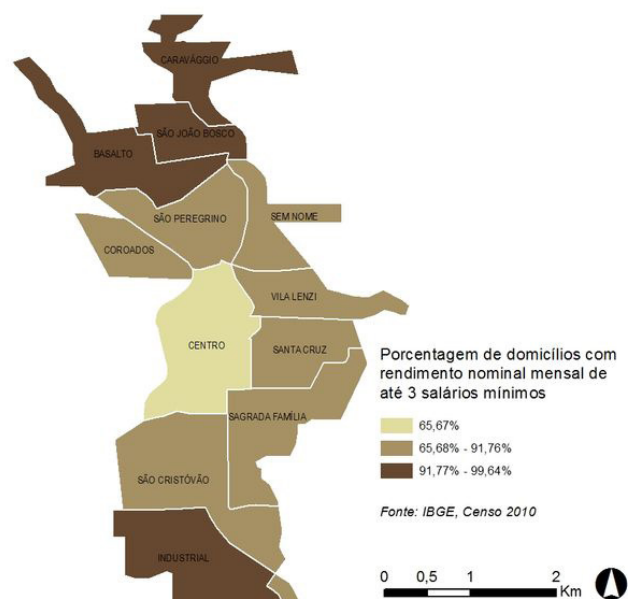 CARAVÁGGIO
SÃO JOÃO BOSCO
BASALTO
SÃO PEREGRINO
SEM NOME
COROADOS
VILA LENZI
CENTRO
SANTA CRUZ
SAGRADA FAMÍLIA
SÃO CRISTÓVÃO
INDUSTRIAL
Porcentagem de domicílios com
rendimento nominal mensal de
até 3 salários mínimos
65,67%
65,68% - 91,76%
91,77% - 99,64%
Fonte: IBGE, Censo 2010
0 0,5 1 2
Km